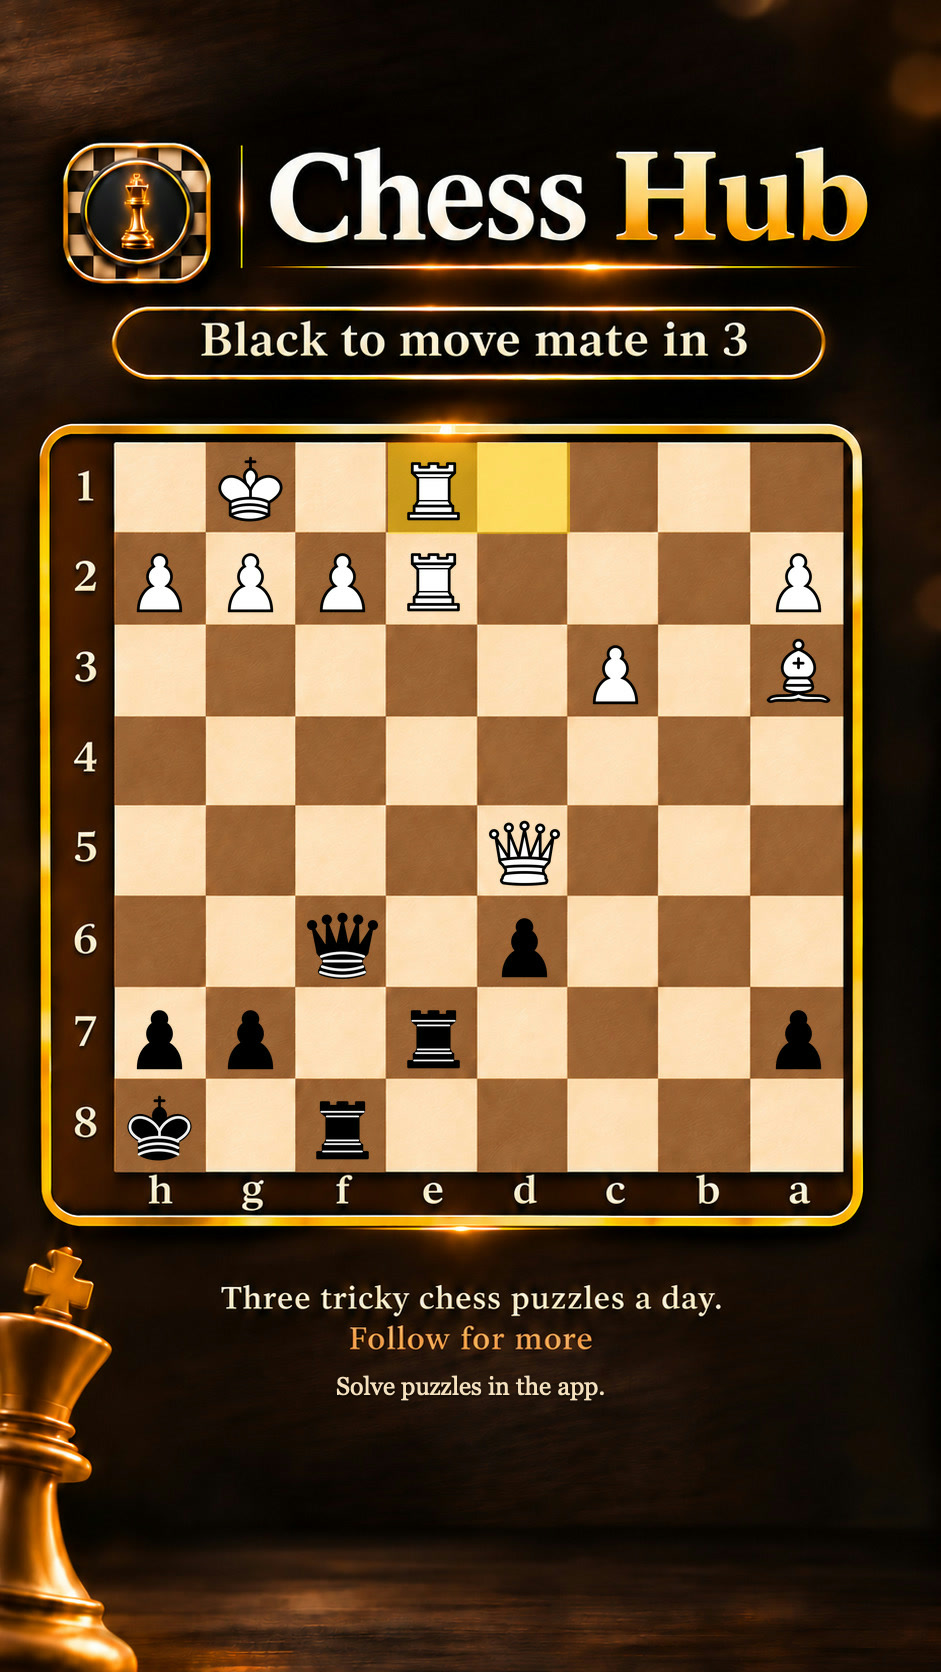 Chess Hub
Black to move mate in 3
1
2
3
4
5
6
7
8
h g f e d c b a
Three tricky chess puzzles a day.
Follow for more
Solve puzzles in the app.